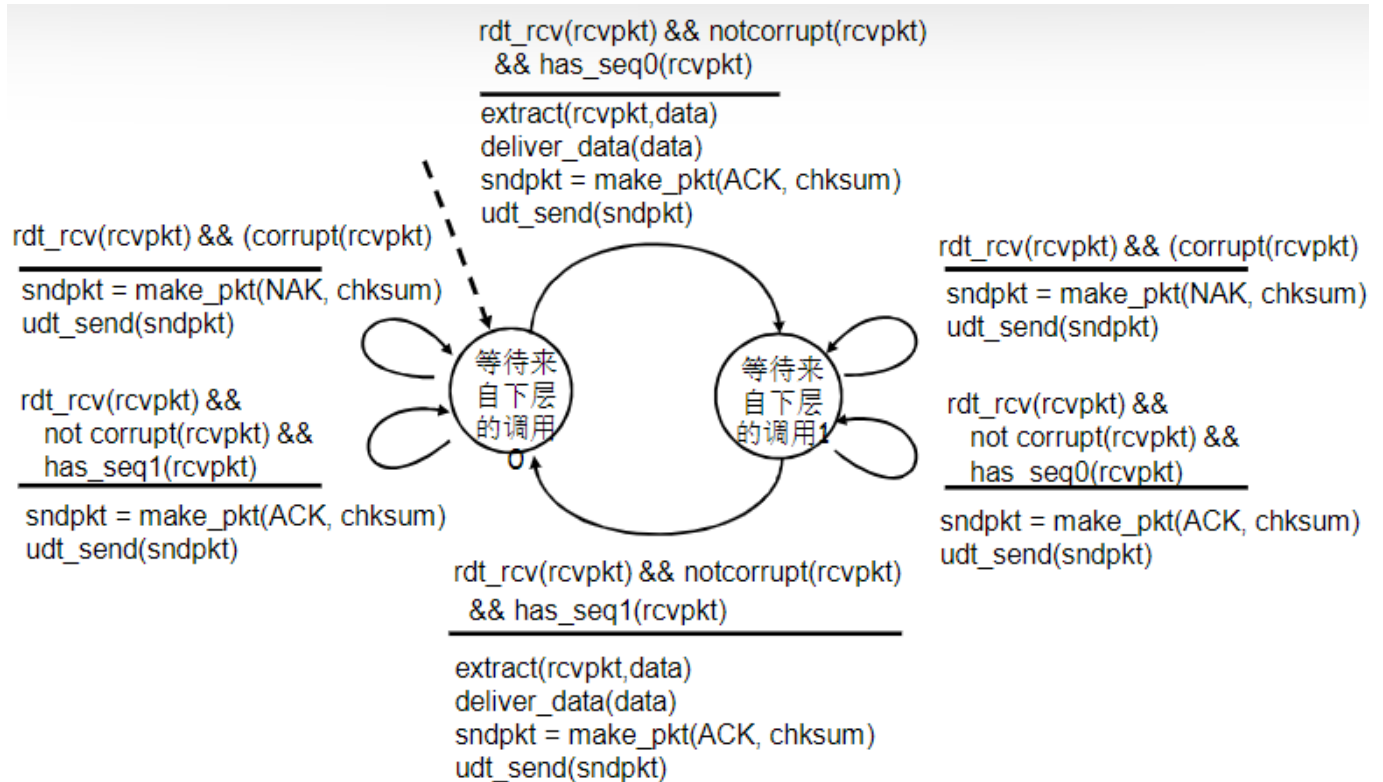 rdt_rcv(rcvpkt) && notcorrupt(rcvpkt)
&& has_seq0(rcvpkt)
extract(rcvpkt,data)
deliver_data(data)
sndpkt = make_pkt(ACK, chksum)
udt_send(sndpkt)
rdt_rcv(rcvpkt) && (corrupt(rcvpkt)
sndpkt = make_pkt(NAK, chksum)
udt_send(sndpkt)
rdt_rcv(rcvpkt) &&
not corrupt(rcvpkt) &&
has_seq1(rcvpkt)
sndpkt = make_pkt(ACK, chksum)
udt_send(sndpkt)
等待来
自下层
的调用
0
等待来
自下层
的调用1
rdt_rcv(rcvpkt) && (corrupt(rcvpkt)
sndpkt = make_pkt(NAK, chksum)
udt_send(sndpkt)
rdt_rcv(rcvpkt) &&
not corrupt(rcvpkt) &&
has_seq0(rcvpkt)
sndpkt = make_pkt(ACK, chksum)
udt_send(sndpkt)
rdt_rcv(rcvpkt) && notcorrupt(rcvpkt)
&& has_seq1(rcvpkt)
extract(rcvpkt,data)
deliver_data(data)
sndpkt = make_pkt(ACK, chksum)
udt_send(sndpkt)